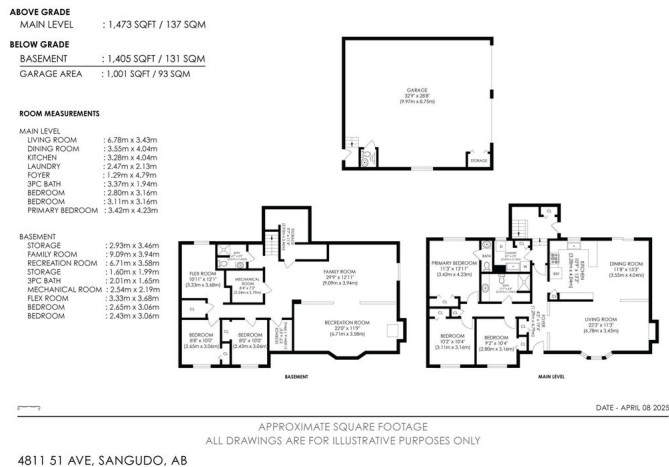 ABOVE GRADE
MAIN LEVEL : 1,473 SQFT / 137 SQM
BELOW GRADE
BASEMENT : 1,405 SQFT / 131 SQM
GARAGE AREA : 1,001 SQFT / 93 SQM
ROOM MEASUREMENTS
MAIN LEVEL
LIVING ROOM : 6.78m x 3.43m
DINING ROOM : 3.55m x 4.04m
KITCHEN : 3.28m x 4.04m
LAUNDRY : 2.47m x 2.13m
FOYER : 1.29m x 4.79m
3PC BATH : 3.37m x 1.94m
BEDROOM : 2.80m x 3.16m
BEDROOM : 3.11m x 3.16m
PRIMARY BEDROOM : 3.42m x 4.23m
BASEMENT
STORAGE : 2.93m x 3.46m
FAMILY ROOM : 9.09m x 3.94m
RECREATION ROOM : 6.71m x 3.58m
STORAGE : 1.60m x 1.99m
3PC BATH : 2.01m x 1.65m
MECHANICAL ROOM : 2.54m x 2.19m
FLEX ROOM : 3.33m x 3.68m
BEDROOM : 2.65m x 3.06m
BEDROOM : 2.43m x 3.06m
GARAGE
32'9" x 28'8"
(9.97m x 8.75m)
STORAGE
FLEX ROOM
10'11" x 12'1"
(3.33m x 3.68m)
MECHANICAL
ROOM
FAMILY ROOM
29'9" x 12'11"
(9.09m x 3.94m)
RECREATION ROOM
22'0" x 11'9"
(6.71m x 3.58m)
BEDROOM
8'8" x 10'0"
(2.65m x 3.06m)
BEDROOM
8'0" x 10'0"
(2.43m x 3.06m)
STORAGE
BASEMENT
PRIMARY BEDROOM
11'3" x 13'11"
(3.42m x 4.23m)
BATH
KITCHEN
DINING ROOM
11'8" x 13'3"
(3.55m x 4.04m)
LIVING ROOM
22'3" x 11'3"
(6.78m x 3.43m)
FOYER
BEDROOM
10'2" x 10'4"
(3.11m x 3.16m)
BEDROOM
9'2" x 10'4"
(2.80m x 3.16m)
MAIN LEVEL
DATE - APRIL 08 2025
APPROXIMATE SQUARE FOOTAGE
ALL DRAWINGS ARE FOR ILLUSTRATIVE PURPOSES ONLY
4811 51 AVE, SANGUDO, AB